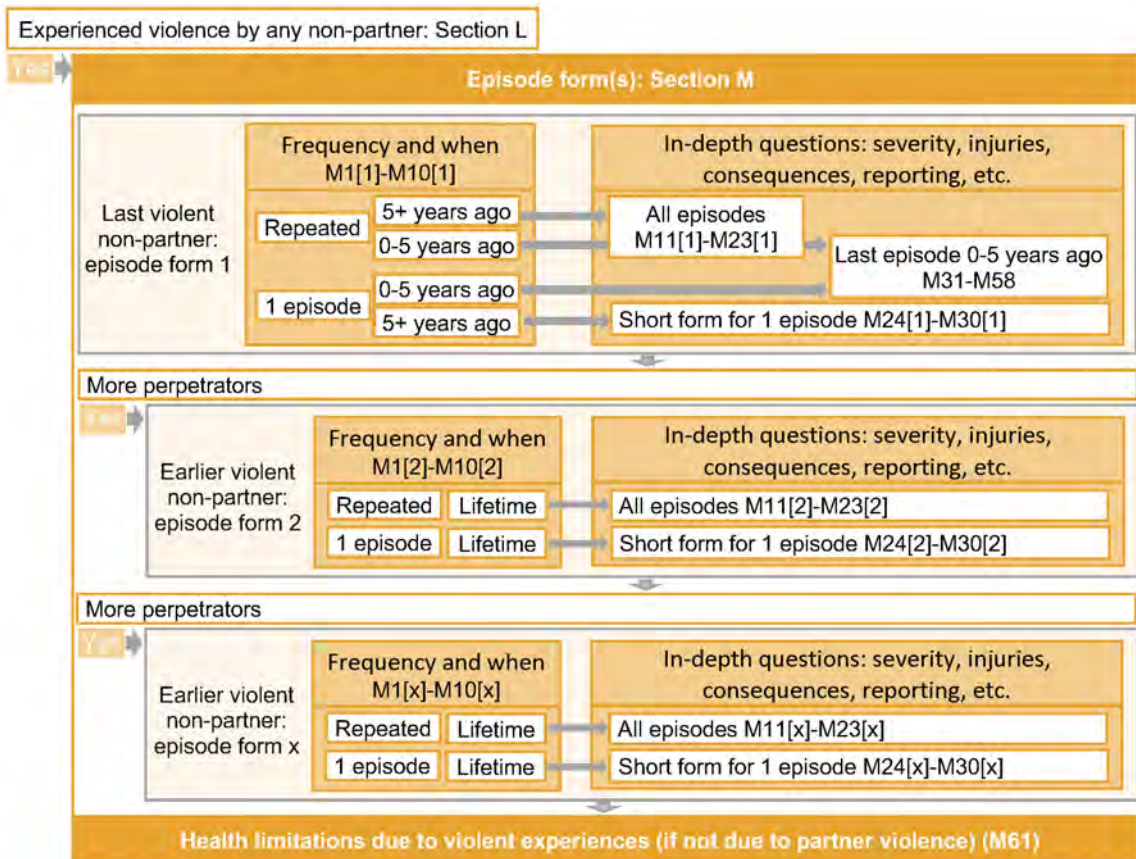 Experienced violence by any non-partner: Section L
Yes
Episode form(s): Section M
Last violent
non-partner:
episode form 1
Frequency and when
M1[1]-M10[1]
Repeated
5+ years ago
0-5 years ago
1 episode
0-5 years ago
5+ years ago
In-depth questions: severity, injuries,
consequences, reporting, etc.
All episodes
M11[1]-M23[1]
Last episode 0-5 years ago
M31-M58
Short form for 1 episode M24[1]-M30[1]
More perpetrators
Yes
Earlier violent
non-partner:
episode form 2
Frequency and when
M1[2]-M10[2]
Repeated
Lifetime
1 episode
Lifetime
In-depth questions: severity, injuries,
consequences, reporting, etc.
All episodes M11[2]-M23[2]
Short form for 1 episode M24[2]-M30[2]
More perpetrators
Yes
Earlier violent
non-partner:
episode form x
Frequency and when
M1[x]-M10[x]
Repeated
Lifetime
1 episode
Lifetime
In-depth questions: severity, injuries,
consequences, reporting, etc.
All episodes M11[x]-M23[x]
Short form for 1 episode M24[x]-M30[x]
Health limitations due to violent experiences (if not due to partner violence) (M61)